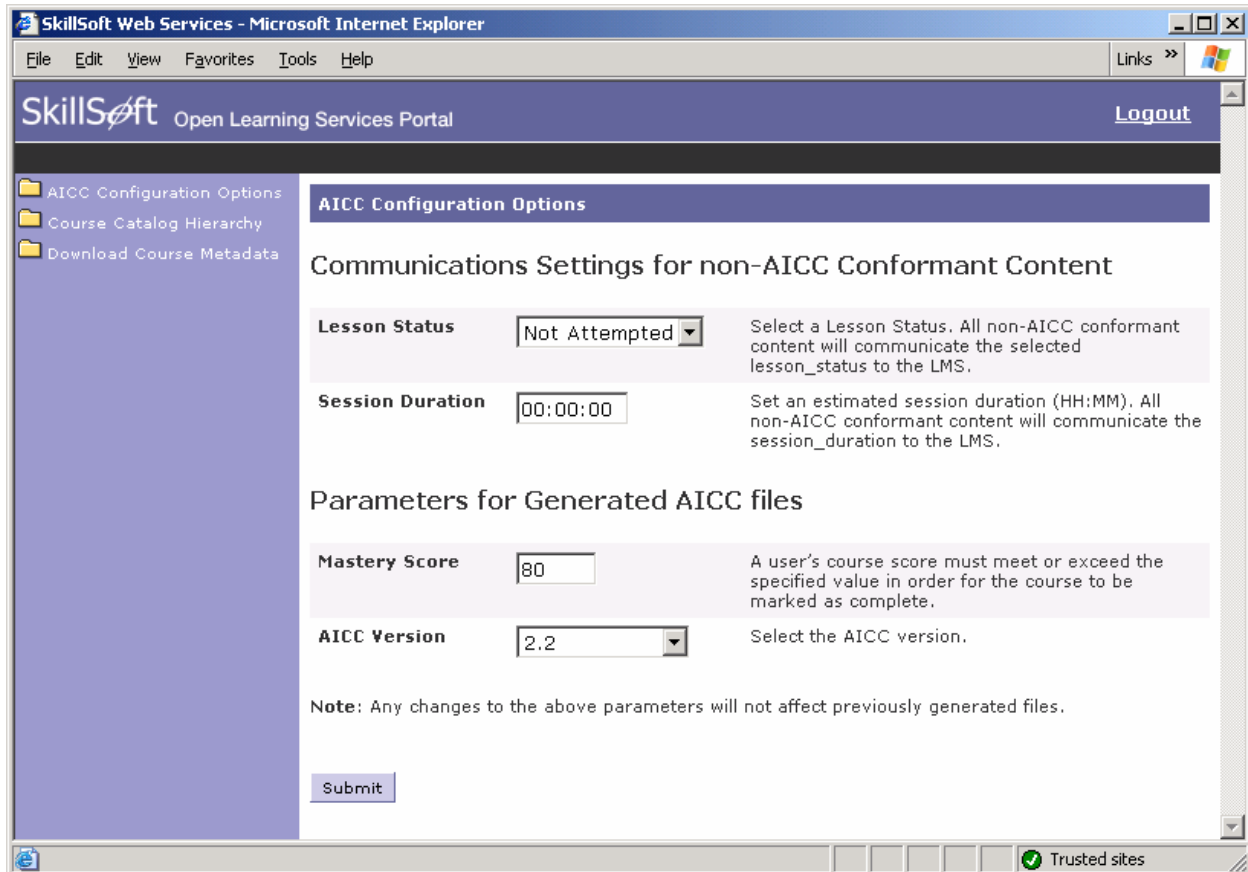 SkillSoft Web Services - Microsoft Internet Explorer
File Edit View Favorites Tools Help Links »
SkillSoft Open Learning Services Portal Logout
AICC Configuration Options
Course Catalog Hierarchy
Download Course Metadata
AICC Configuration Options
Communications Settings for non-AICC Conformant Content
Lesson Status Not Attempted Select a Lesson Status. All non-AICC conformant
content will communicate the selected
lesson_status to the LMS.
Session Duration 00:00:00 Set an estimated session duration (HH:MM). All
non-AICC conformant content will communicate the
session_duration to the LMS.
Parameters for Generated AICC files
Mastery Score 80 A user's course score must meet or exceed the
specified value in order for the course to be
marked as complete.
AICC Version 2.2 Select the AICC version.
Note: Any changes to the above parameters will not affect previously generated files.
Submit
Trusted sites